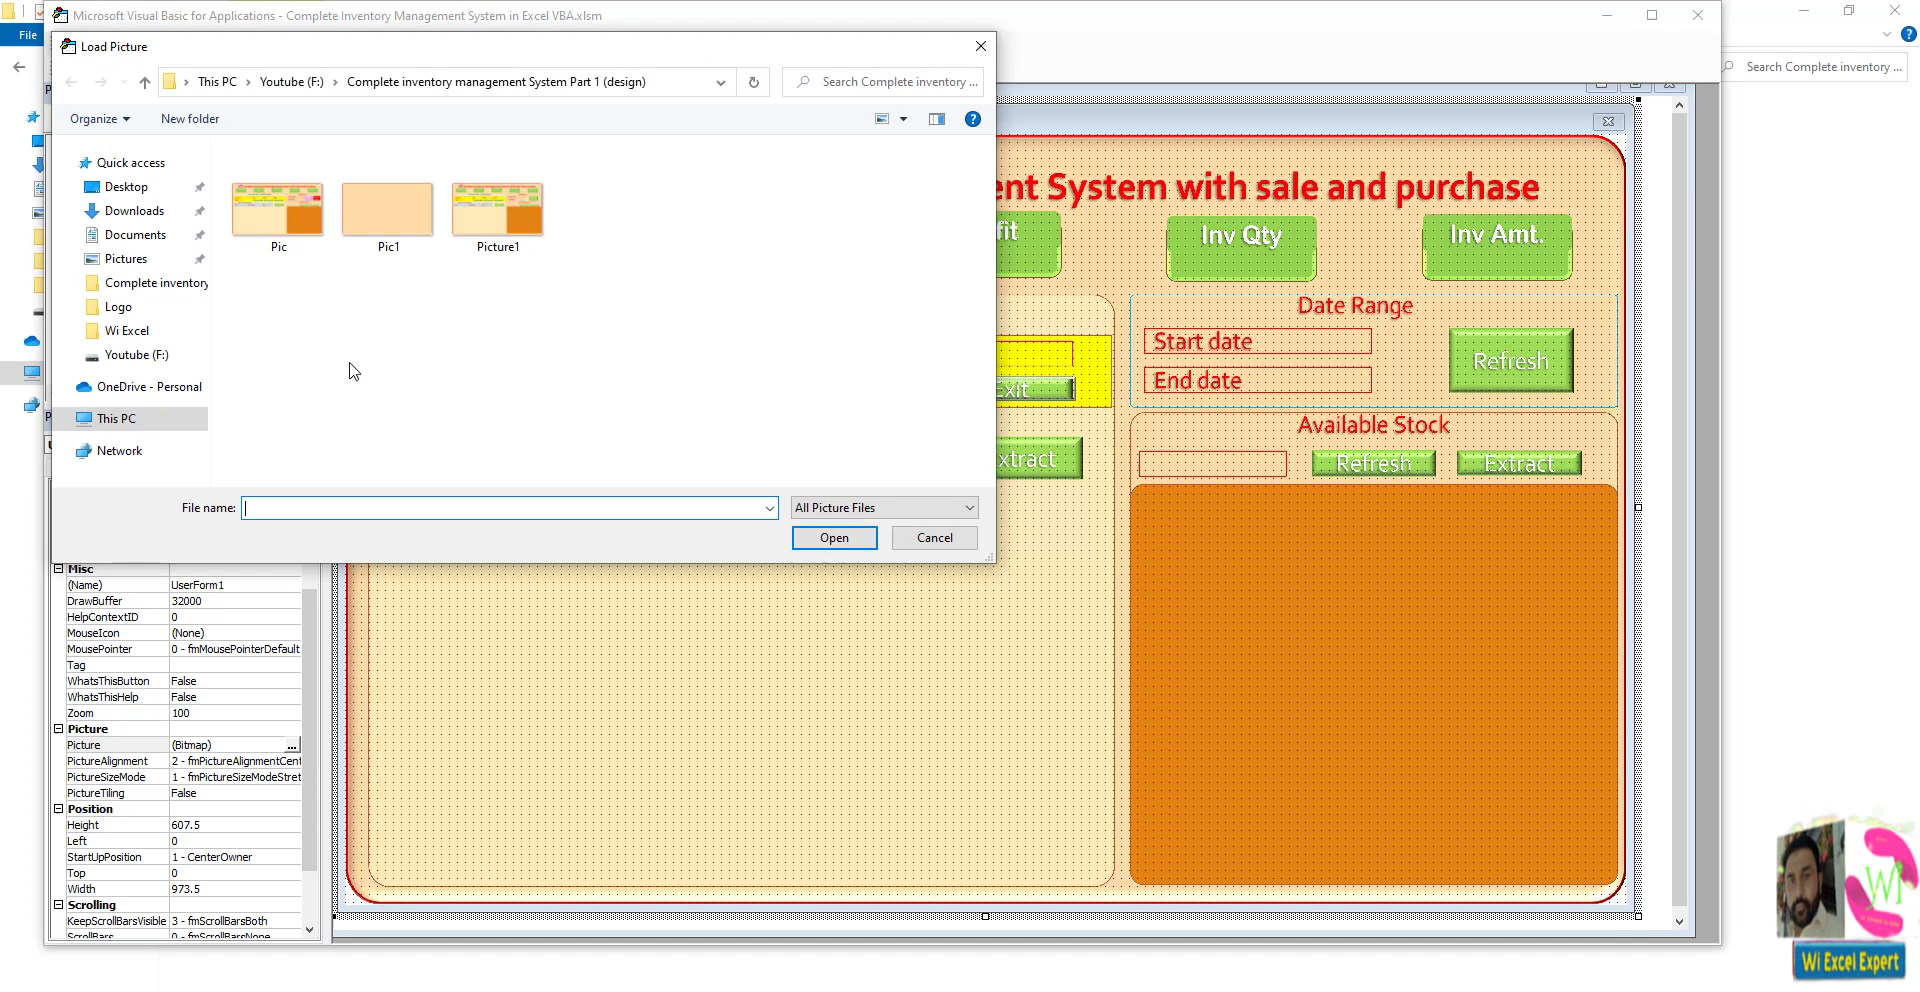 File
Microsoft Visual Basic for Applications - Complete Inventory Management System in Excel VBA.xlsm
Search Complete inventory ...
Load Picture
This PC
Youtube (F:)
Complete inventory management System Part 1 (design)
Search Complete inventory ...
Organize
New folder
Quick access
Desktop
Downloads
Documents
Pictures
Complete inventory
Logo
Wi Excel
Youtube (F:)
OneDrive - Personal
This PC
Network
Pic
Pic1
Picture1
File name:
All Picture Files
Open
Cancel
ent System with sale and purchase
fit
Inv Qty
Inv Amt.
Date Range
Start date
End date
Refresh
Exit
Available Stock
xtract
Refresh
Extract
Misc
(Name) UserForm1
DrawBuffer 32000
HelpContextID 0
MouseIcon (None)
MousePointer 0 - fmMousePointerDefault
Tag
WhatsThisButton False
WhatsThisHelp False
Zoom 100
Picture
Picture (Bitmap) ...
PictureAlignment 2 - fmPictureAlignmentCent
PictureSizeMode 1 - fmPictureSizeModeStret
PictureTiling False
Position
Height 607.5
Left 0
StartUpPosition 1 - CenterOwner
Top 0
Width 973.5
Scrolling
KeepScrollBarsVisible 3 - fmScrollBarsBoth
ScrollBars 0 - fmScrollBarsNone
Wi
Wi Excel Expert